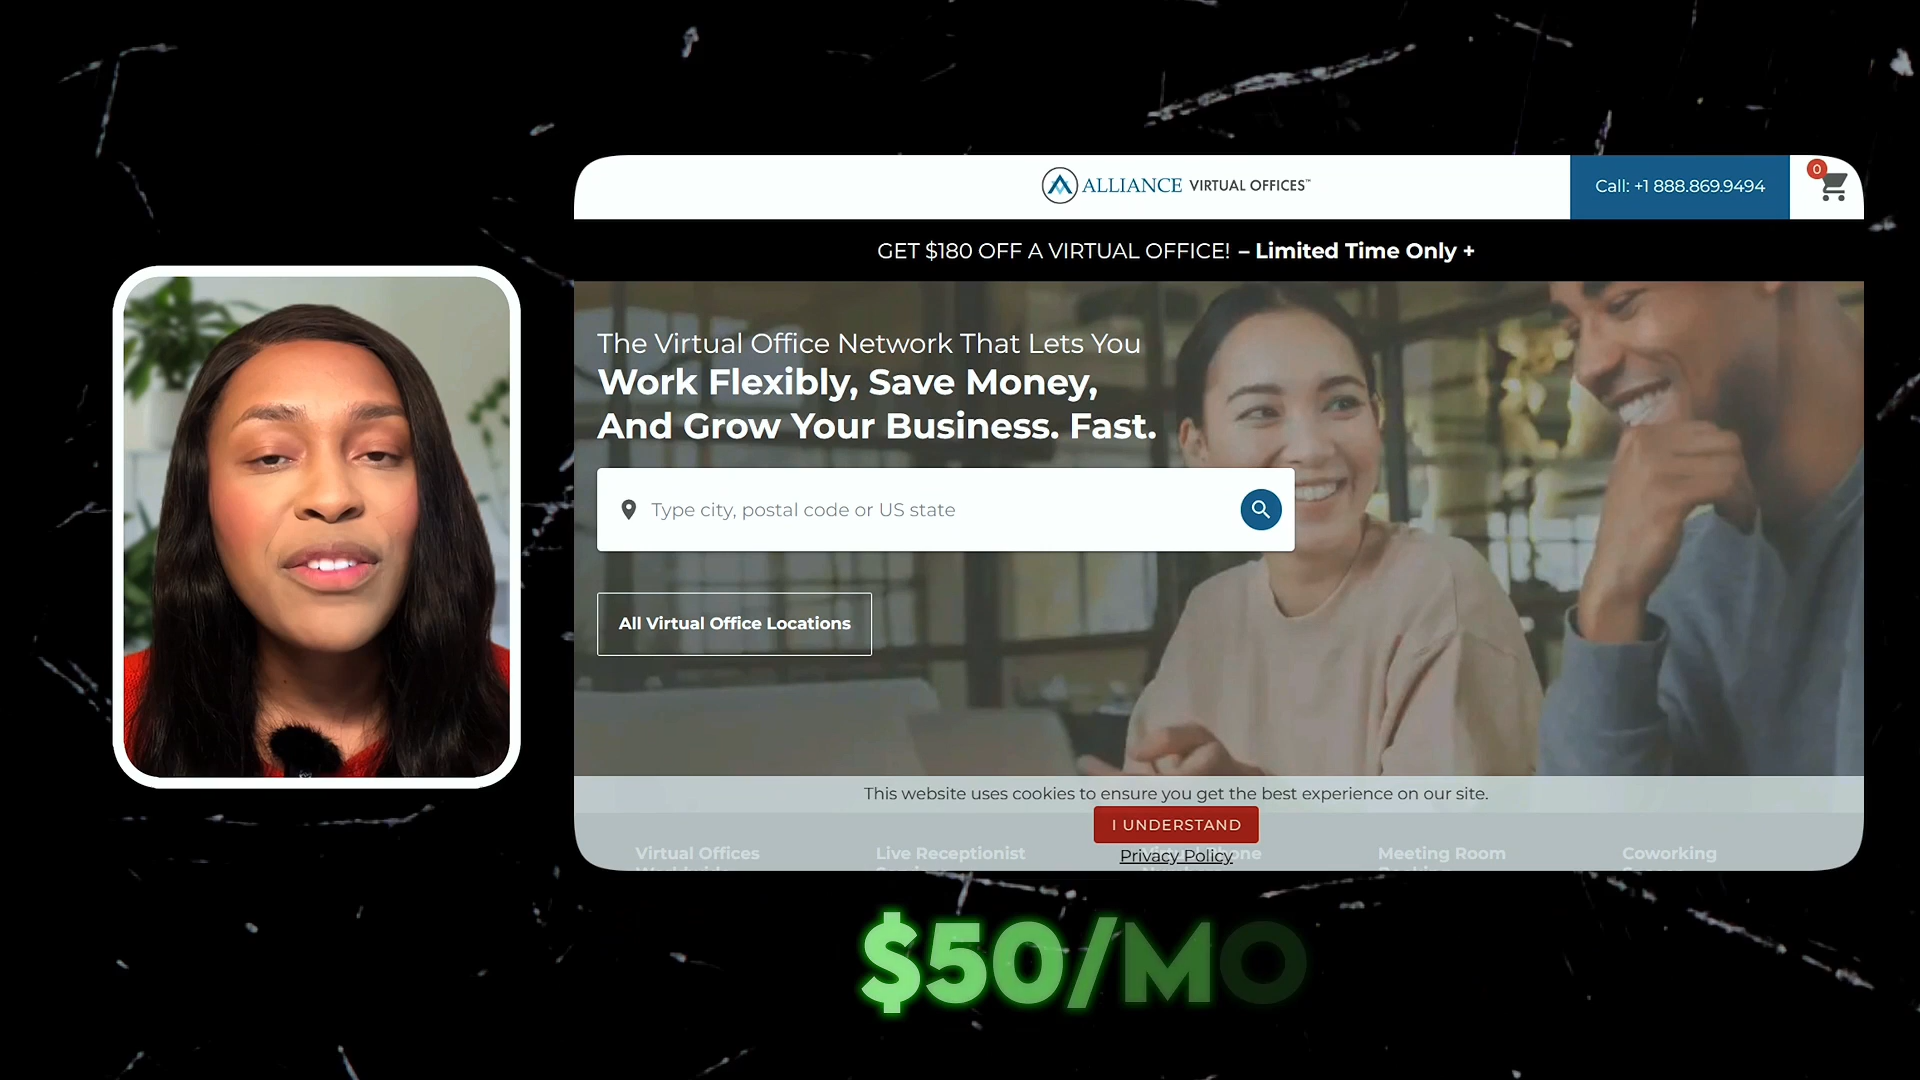 ALLIANCE VIRTUAL OFFICES™
Call: +1 888.869.9494
0
GET $180 OFF A VIRTUAL OFFICE! – Limited Time Only +
The Virtual Office Network That Lets You
Work Flexibly, Save Money,
And Grow Your Business. Fast.
Type city, postal code or US state
All Virtual Office Locations
This website uses cookies to ensure you get the best experience on our site.
I UNDERSTAND
Privacy Policy
Virtual Offices
Live Receptionist
Meeting Room
Coworking
$50/MO